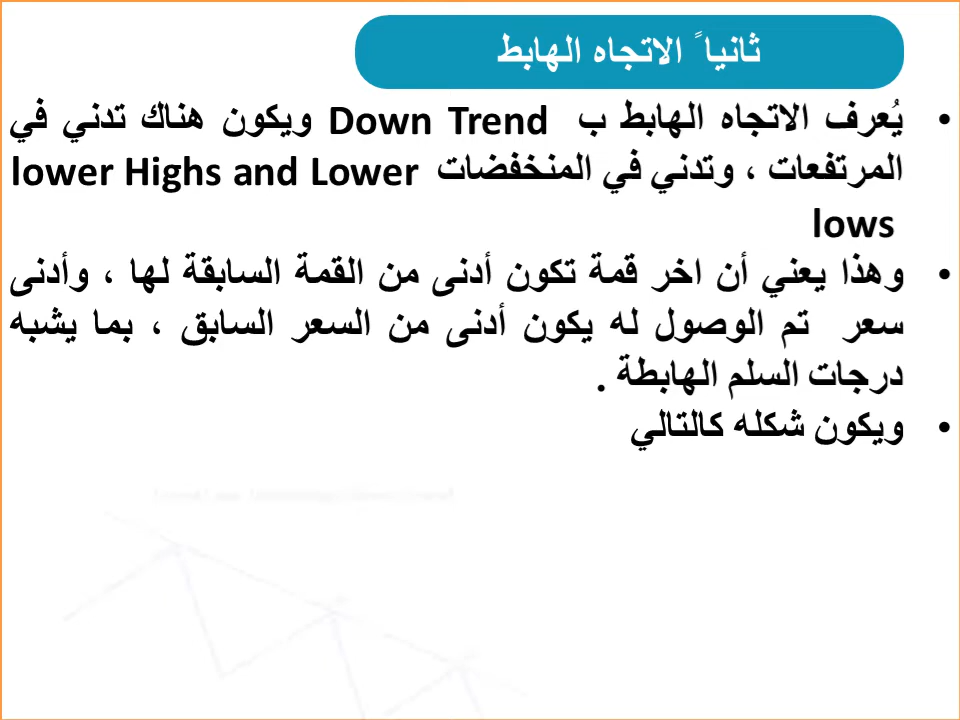 ثانياً الاتجاه الهابط
• يُعرف الاتجاه الهابط ب Down Trend ويكون هناك تدني في
المرتفعات ، وتدني في المنخفضات lower Highs and Lower
lows
• وهذا يعني أن اخر قمة تكون أدنى من القمة السابقة لها ، وأدنى
سعر تم الوصول له يكون أدنى من السعر السابق ، بما يشبه
درجات السلم الهابطة .
• ويكون شكله كالتالي